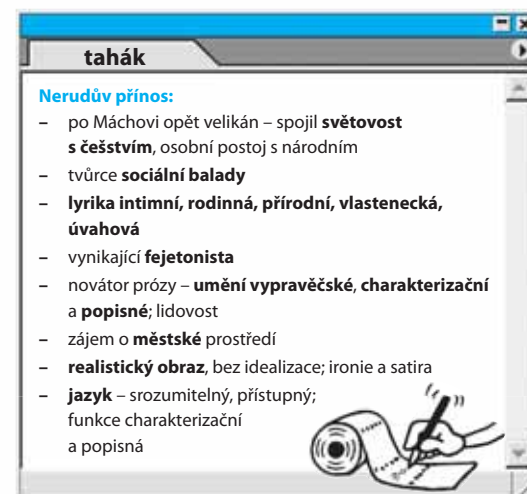 tahák
Nerudův přínos:
– po Máchovi opět velikán – spojil světovost
s češstvím, osobní postoj s národním
– tvůrce sociální balady
– lyrika intimní, rodinná, přírodní, vlastenecká,
úvahová
– vynikající fejetonista
– novátor prózy – umění vypravěčské, charakterizační
a popisné; lidovost
– zájem o městské prostředí
– realistický obraz, bez idealizace; ironie a satira
– jazyk – srozumitelný, přístupný;
funkce charakterizační
a popisná